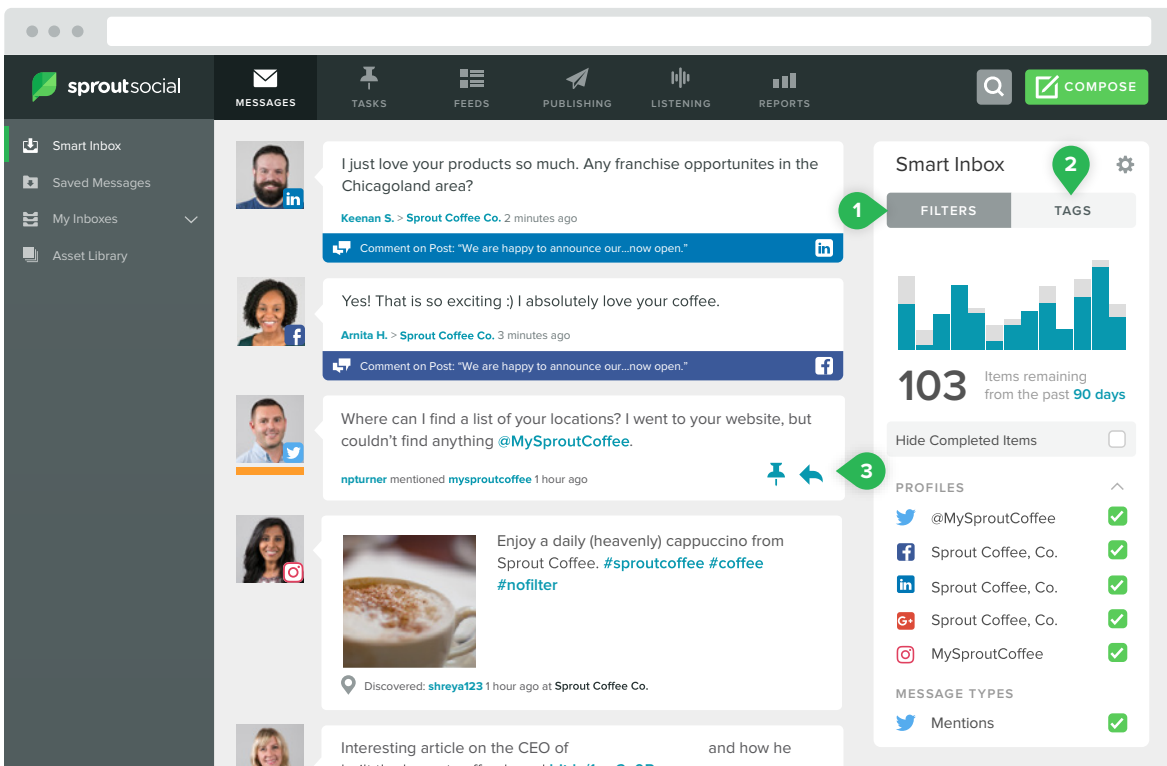 sproutsocial
MESSAGES
TASKS
FEEDS
PUBLISHING
LISTENING
REPORTS
COMPOSE
Smart Inbox
Saved Messages
My Inboxes
Asset Library
I just love your products so much. Any franchise opportunites in the
Chicagoland area?
Keenan S. > Sprout Coffee Co. 2 minutes ago
Comment on Post: “We are happy to announce our...now open.”
in
in
Yes! That is so exciting :) I absolutely love your coffee.
Arnita H. > Sprout Coffee Co. 3 minutes ago
Comment on Post: “We are happy to announce our...now open.”
Where can I find a list of your locations? I went to your website, but
couldn’t find anything @MySproutCoffee.
npturner mentioned mysproutcoffee 1 hour ago
3
Enjoy a daily (heavenly) cappuccino from
Sprout Coffee. #sproutcoffee #coffee
#nofilter
Discovered: shreya123 1 hour ago at Sprout Coffee Co.
Interesting article on the CEO of and how he
Smart Inbox
2
1
FILTERS
TAGS
103
Items remaining
from the past 90 days
Hide Completed Items
PROFILES
@MySproutCoffee
Sprout Coffee, Co.
in
Sprout Coffee, Co.
G+
Sprout Coffee, Co.
MySproutCoffee
MESSAGE TYPES
Mentions